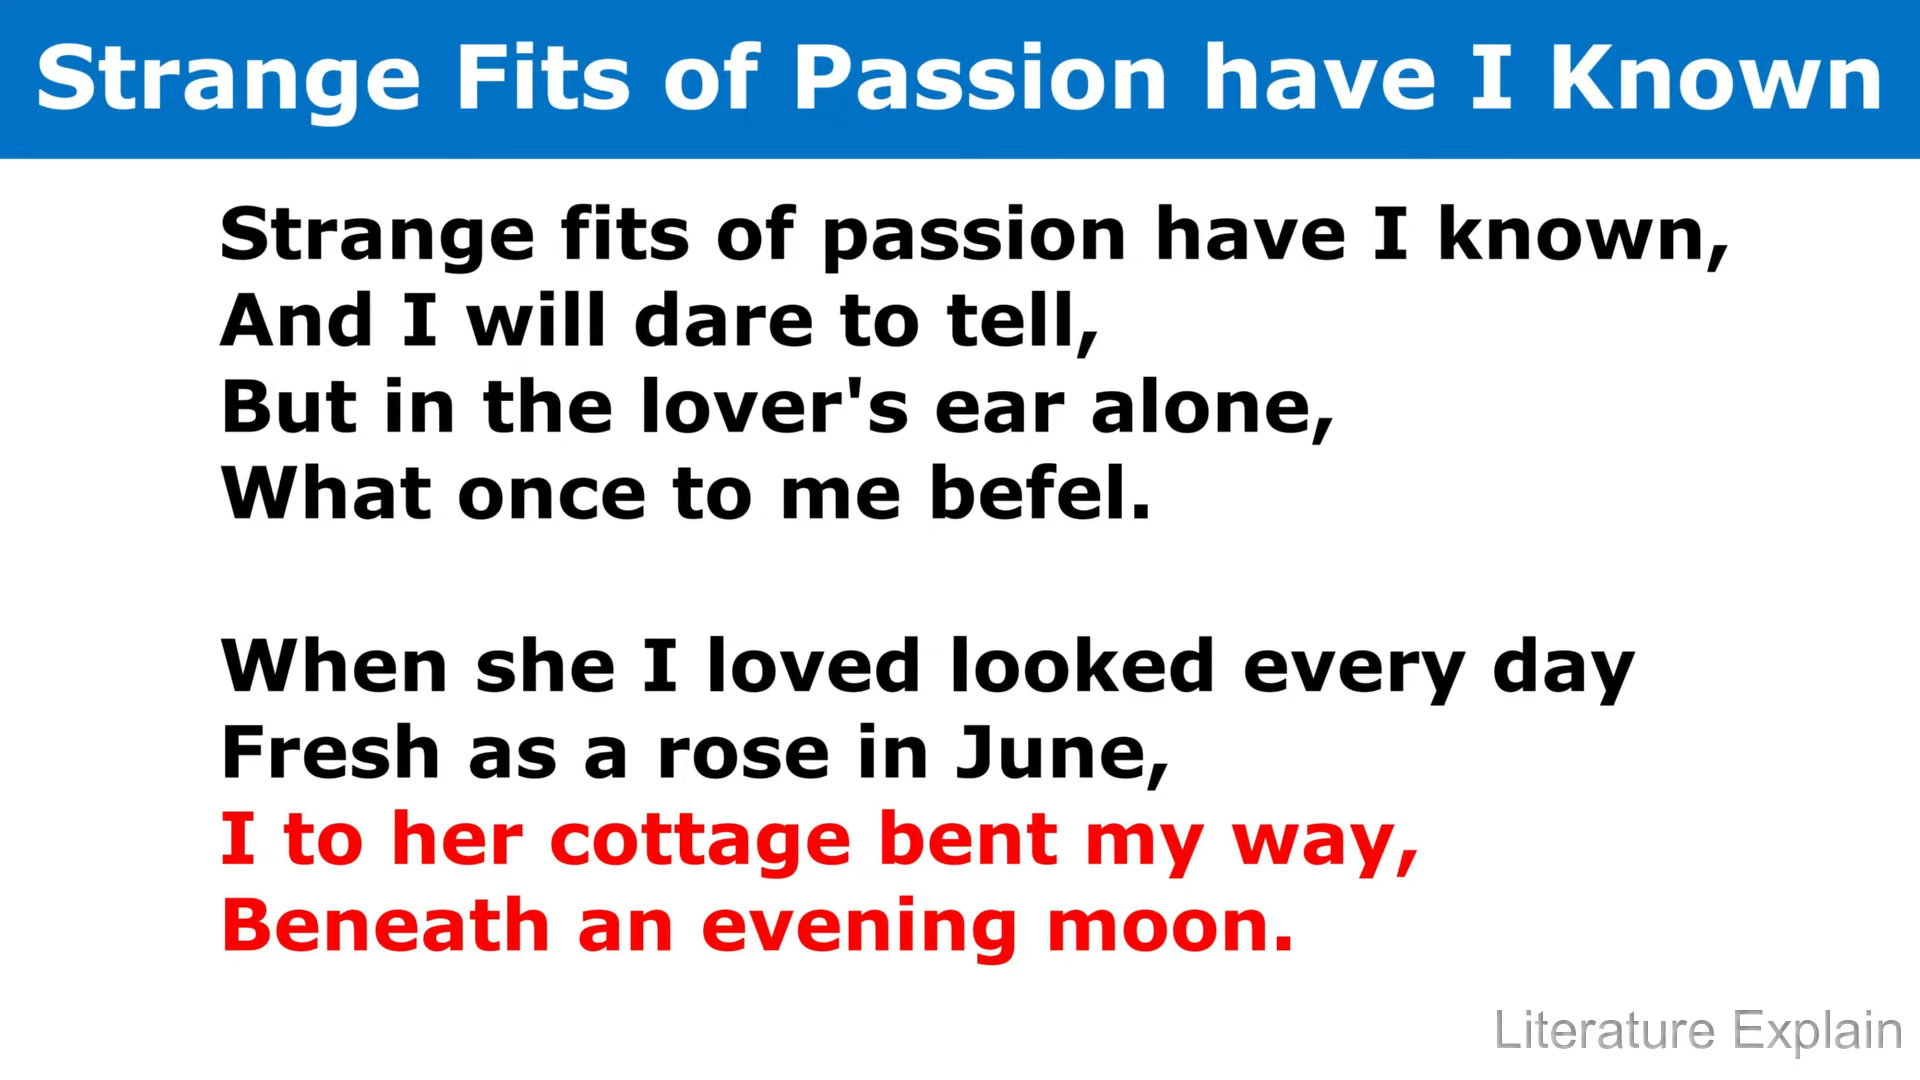 Strange Fits of Passion have I Known
Strange fits of passion have I known,
And I will dare to tell,
But in the lover's ear alone,
What once to me befel.
When she I loved looked every day
Fresh as a rose in June,
I to her cottage bent my way,
Beneath an evening moon.
Literature Explain